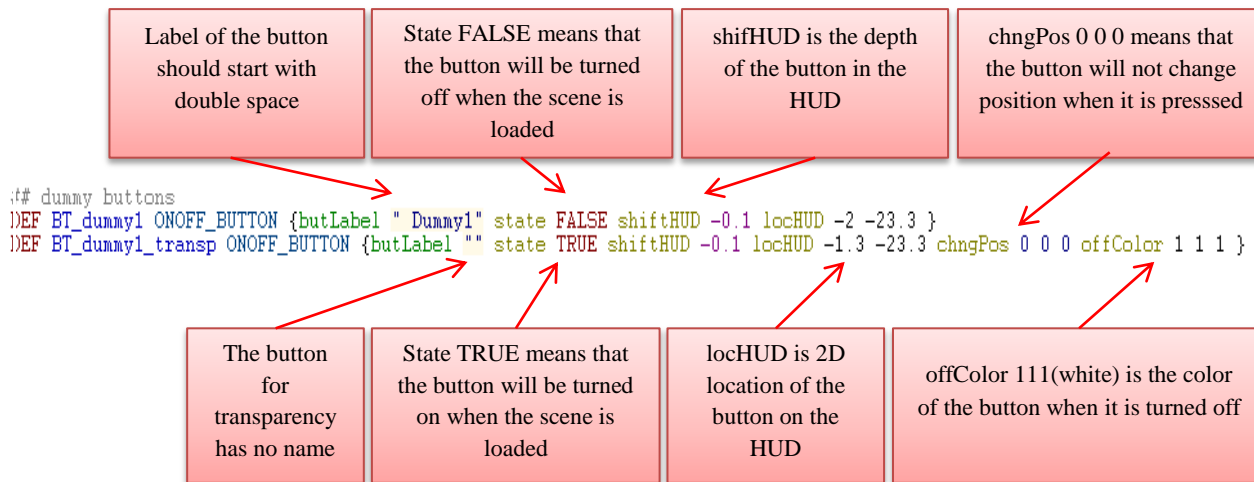 Label of the button
should start with
double space
State FALSE means that
the button will be turned
off when the scene is
loaded
shifHUD is the depth
of the button in the
HUD
chngPos 0 0 0 means that
the button will not change
position when it is presssed
## dummy buttons
DEF BT_dummy1 ONOFF_BUTTON {butLabel "  Dummy1" state FALSE shiftHUD -0.1 locHUD -2 -23.3 }
DEF BT_dummy1_transp ONOFF_BUTTON {butLabel "" state TRUE shiftHUD -0.1 locHUD -1.3 -23.3 chngPos 0 0 0 offColor 1 1 1 }
The button
for
transparency
has no name
State TRUE means that
the button will be turned
on when the scene is
loaded
locHUD is 2D
location of the
button on the
HUD
offColor 111(white) is the color
of the button when it is turned off